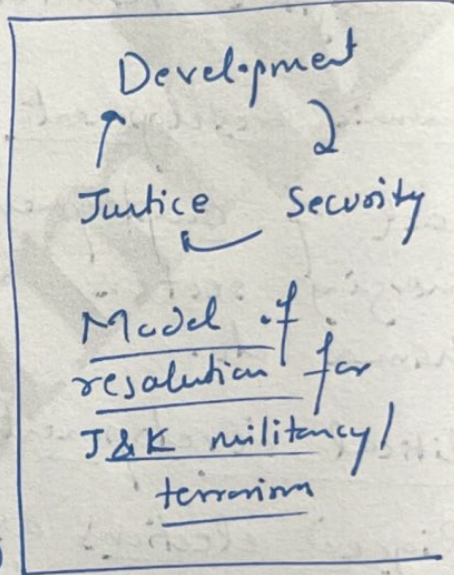 Development
Justice Security
Model of
resolution for
J&K militancy/
terrorism